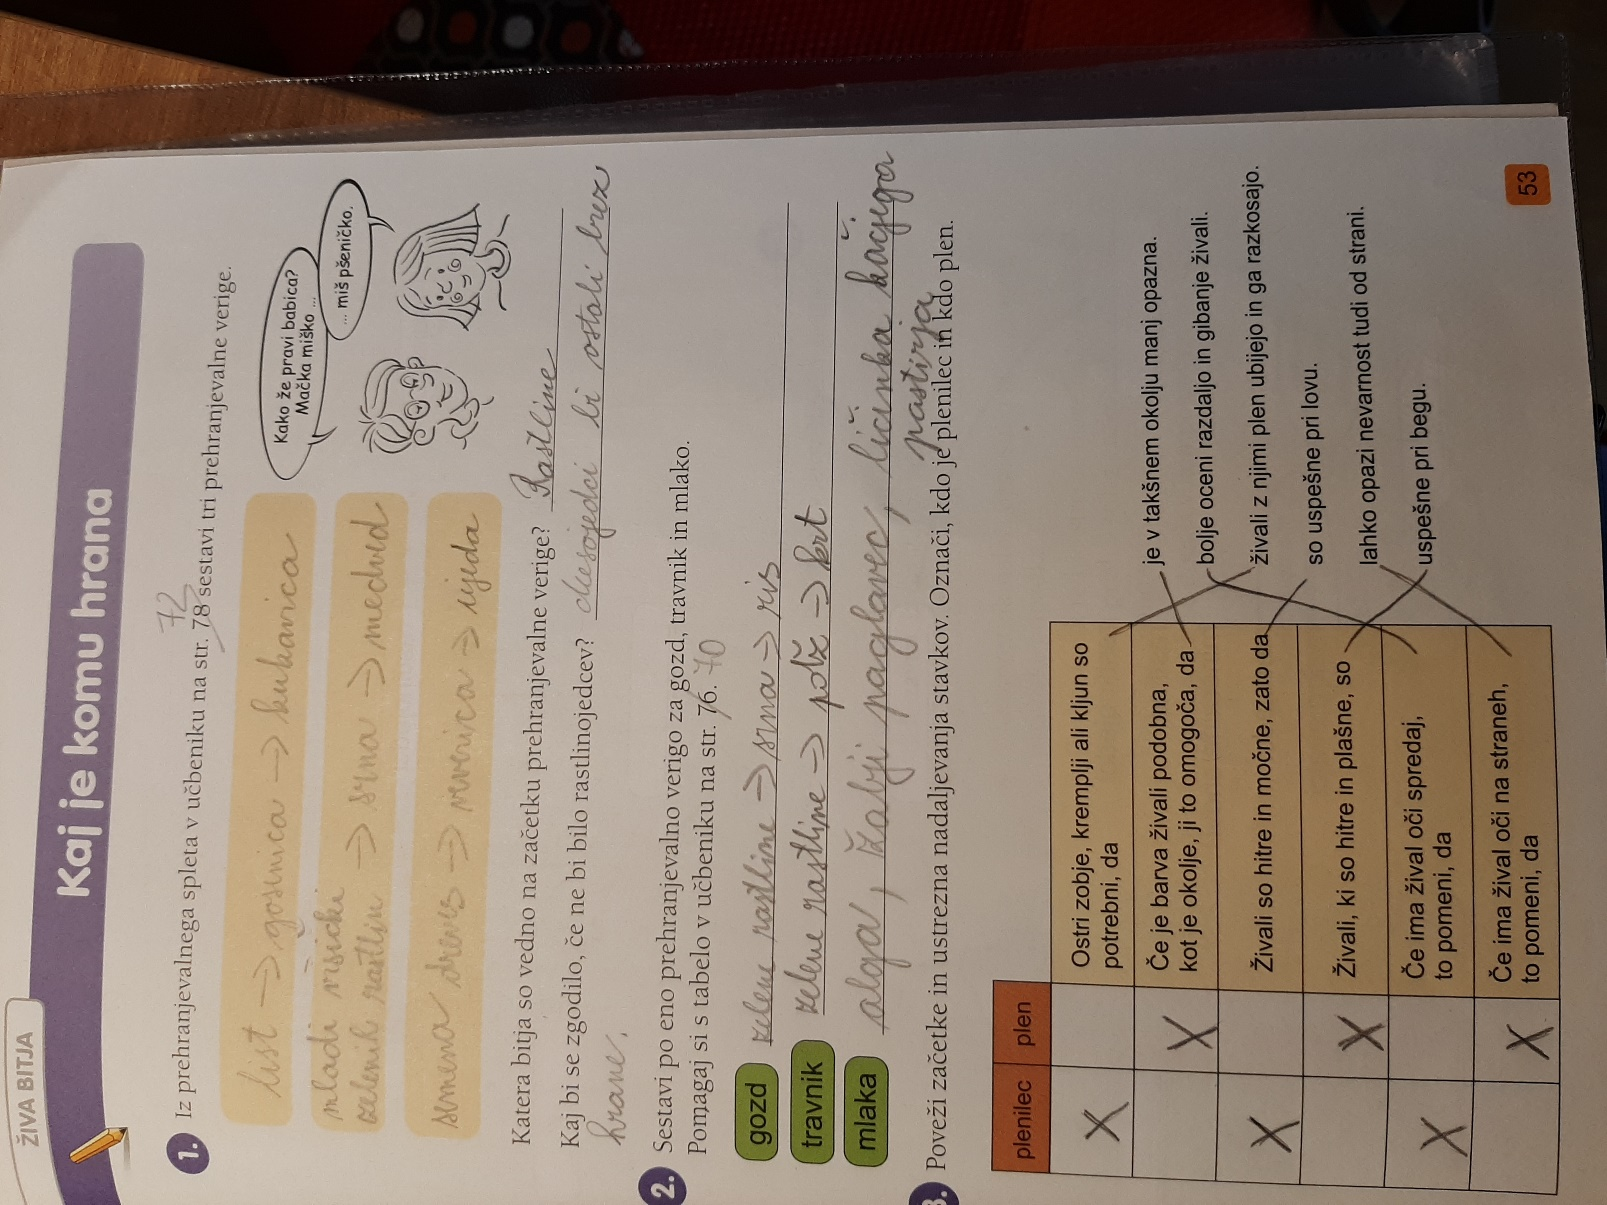 ŽIVA BITJA
Kaj je komu hrana
1. Iz prehranjevalnega spleta v učbeniku na str. 78 sestavi tri prehranjevalne verige.
72
list → gosenica → kukavica
mladi vršički
zelenih rastlin → srna → medved
semena dreves → veverica → ujeda
Kako že pravi babica?
Mačka miško ...
... miš pšeničko.
Katera bitja so vedno na začetku prehranjevalne verige? Rastline
Kaj bi se zgodilo, če ne bi bilo rastlinojedcev? mesojedci bi ostali brez
hrane.
2. Sestavi po eno prehranjevalno verigo za gozd, travnik in mlako.
Pomagaj si s tabelo v učbeniku na str. 76. 70
gozd zelene rastline → srna → ris
travnik zelene rastline → polž → krt
mlaka alga, žabji paglavec, ličinka kačjega
pastirja
3. Poveži začetke in ustrezna nadaljevanja stavkov. Označi, kdo je plenilec in kdo plen.
plenilec plen
X Ostri zobje, kremplji ali kljun so
potrebni, da
X Če je barva živali podobna,
kot je okolje, ji to omogoča, da
X Živali so hitre in močne, zato da
X Živali, ki so hitre in plašne, so
X Če ima žival oči spredaj,
to pomeni, da
X Če ima žival oči na straneh,
to pomeni, da
je v takšnem okolju manj opazna.
bolje oceni razdaljo in gibanje živali.
živali z njimi plen ubijejo in ga razkosajo.
so uspešne pri lovu.
lahko opazi nevarnost tudi od strani.
uspešne pri begu.
53